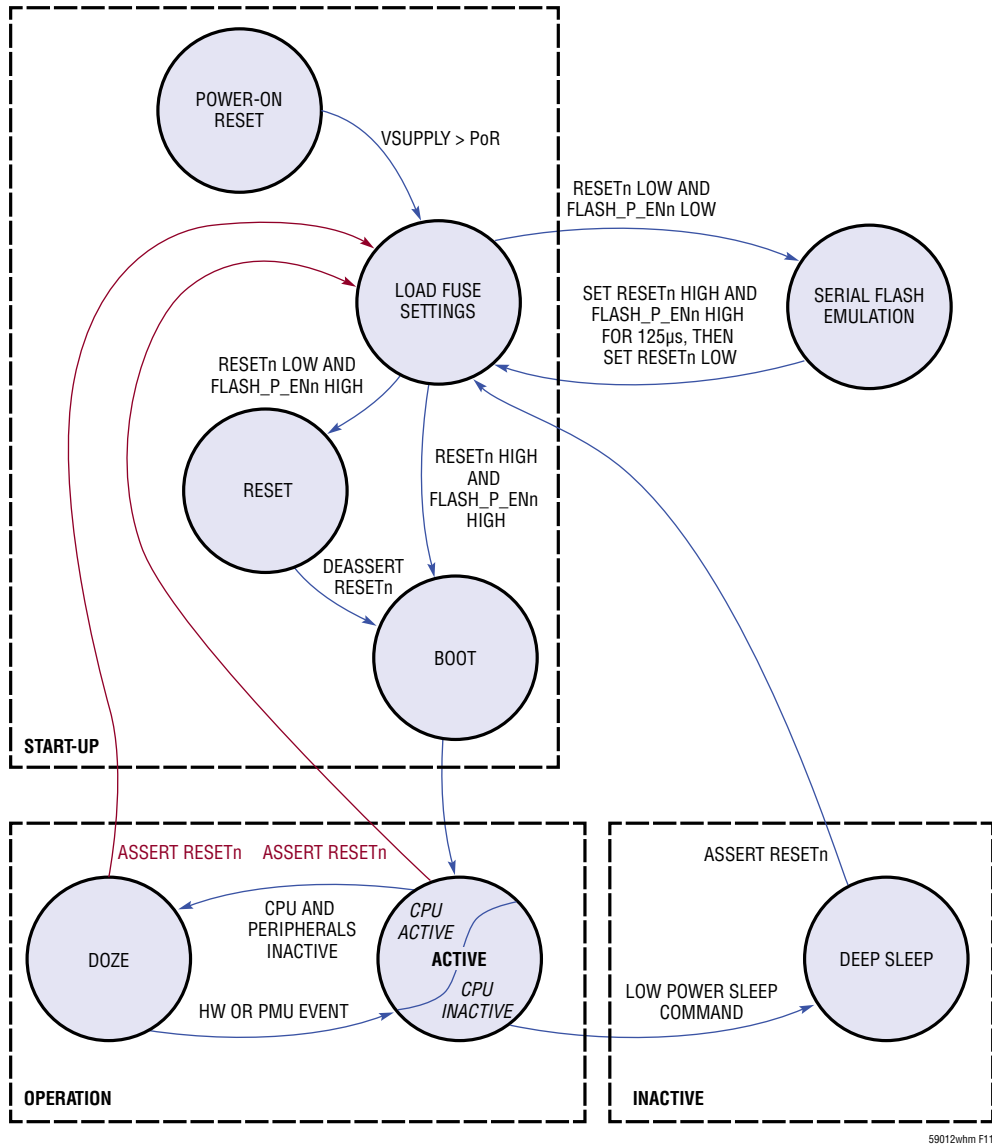 POWER-ON
RESET
VSUPPLY > PoR
RESETn LOW AND
FLASH_P_ENn LOW
LOAD FUSE
SETTINGS
SET RESETn HIGH AND
FLASH_P_ENn HIGH
FOR 125µs, THEN
SET RESETn LOW
SERIAL FLASH
EMULATION
RESETn LOW AND
FLASH_P_ENn HIGH
RESETn HIGH
AND
FLASH_P_ENn
HIGH
RESET
DEASSERT
RESETn
BOOT
START-UP
ASSERT RESETn
ASSERT RESETn
ASSERT RESETn
CPU AND
PERIPHERALS
INACTIVE
CPU
ACTIVE
ACTIVE
CPU
INACTIVE
DOZE
DEEP SLEEP
HW OR PMU EVENT
LOW POWER SLEEP
COMMAND
OPERATION
INACTIVE
59012whm F11